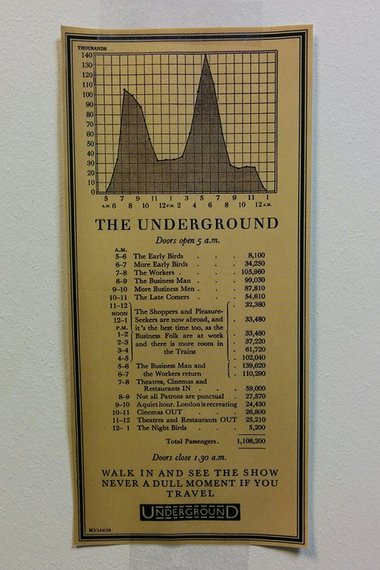 THOUSANDS
140
130
120
110
100
90
80
70
60
50
40
30
20
10
0
5 7 9 11 1 3 5 7 9 11 1
A.M. 6 8 10 12 P.M. 2 4 6 8 10 12 A.M.
THE UNDERGROUND
Doors open 5 a.m.
A.M.
5–6 The Early Birds . . . 8,100
6–7 More Early Birds . . . 34,250
7–8 The Workers . . . . 105,960
8–9 The Business Man . . . 99,030
9–10 More Business Men . . . 87,810
10–11 The Late Comers . . . 54,610
11–12 32,380
NOON The Shoppers and Pleasure-
12–1 Seekers are now abroad, and 33,480
P.M. it's the best time too, as the
1–2 Business Folk are at work 33,480
2–3 and there is more room in 37,220
3–4 the Trains 61,720
4–5 102,040
5–6 The Business Man and . . 139,620
6–7 the Workers return . . 110,280
7–8 Theatres, Cinemas and
Restaurants IN . . . 59,000
8–9 Not all Patrons are punctual . 27,570
9–10 A quiet hour. London is recreating 24,430
10–11 Cinemas OUT . . . 26,800
11–12 Theatres and Restaurants OUT 25,210
12–1 The Night Birds . . . 5,200
Total Passengers. 1,108,200
Doors close 1.30 a.m.
WALK IN AND SEE THE SHOW
NEVER A DULL MOMENT IF YOU
TRAVEL
UNDERGROUND